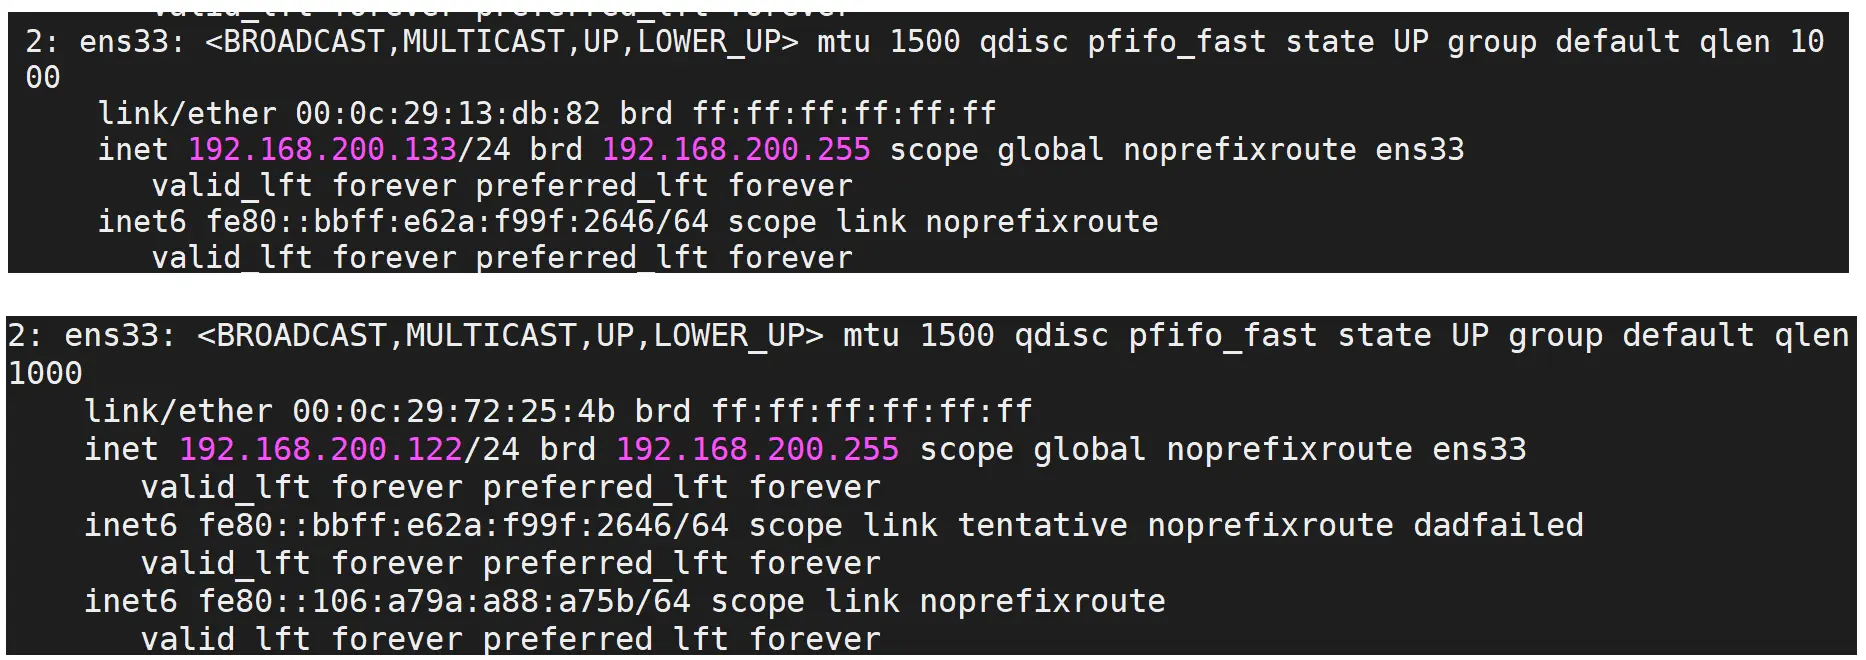 valid_lft forever preferred_lft forever
2: ens33: <BROADCAST,MULTICAST,UP,LOWER_UP> mtu 1500 qdisc pfifo_fast state UP group default qlen 10
00
link/ether 00:0c:29:13:db:82 brd ff:ff:ff:ff:ff:ff
inet 192.168.200.133/24 brd 192.168.200.255 scope global noprefixroute ens33
valid_lft forever preferred_lft forever
inet6 fe80::bbff:e62a:f99f:2646/64 scope link noprefixroute
valid_lft forever preferred_lft forever
2: ens33: <BROADCAST,MULTICAST,UP,LOWER_UP> mtu 1500 qdisc pfifo_fast state UP group default qlen
1000
link/ether 00:0c:29:72:25:4b brd ff:ff:ff:ff:ff:ff
inet 192.168.200.122/24 brd 192.168.200.255 scope global noprefixroute ens33
valid_lft forever preferred_lft forever
inet6 fe80::bbff:e62a:f99f:2646/64 scope link tentative noprefixroute dadfailed
valid_lft forever preferred_lft forever
inet6 fe80::106:a79a:a88:a75b/64 scope link noprefixroute
valid_lft forever preferred_lft forever